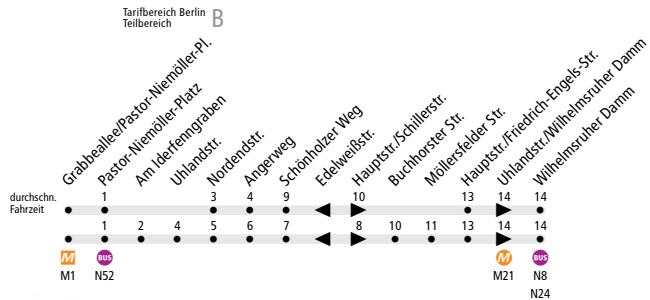 Tarifbereich Berlin
Teilbereich
B
Grabbeallee/Pastor-Niemöller-Pl.
Pastor-Niemöller-Platz
Am Iderfenngraben
Uhlandstr.
Nordendstr.
Angerweg
Schönholzer Weg
Edelweißstr.
Hauptstr./Schillerstr.
Buchhorster Str.
Möllersfelder Str.
Hauptstr./Friedrich-Engels-Str.
Uhlandstr./Wilhelmsruher Damm
Wilhelmsruher Damm
durchschn.
Fahrzeit
1 3 4 9 10 13 14 14
1 2 4 5 6 7 8 10 11 13 14 14
M BUS M BUS
M1 N52 M21 N8
N24